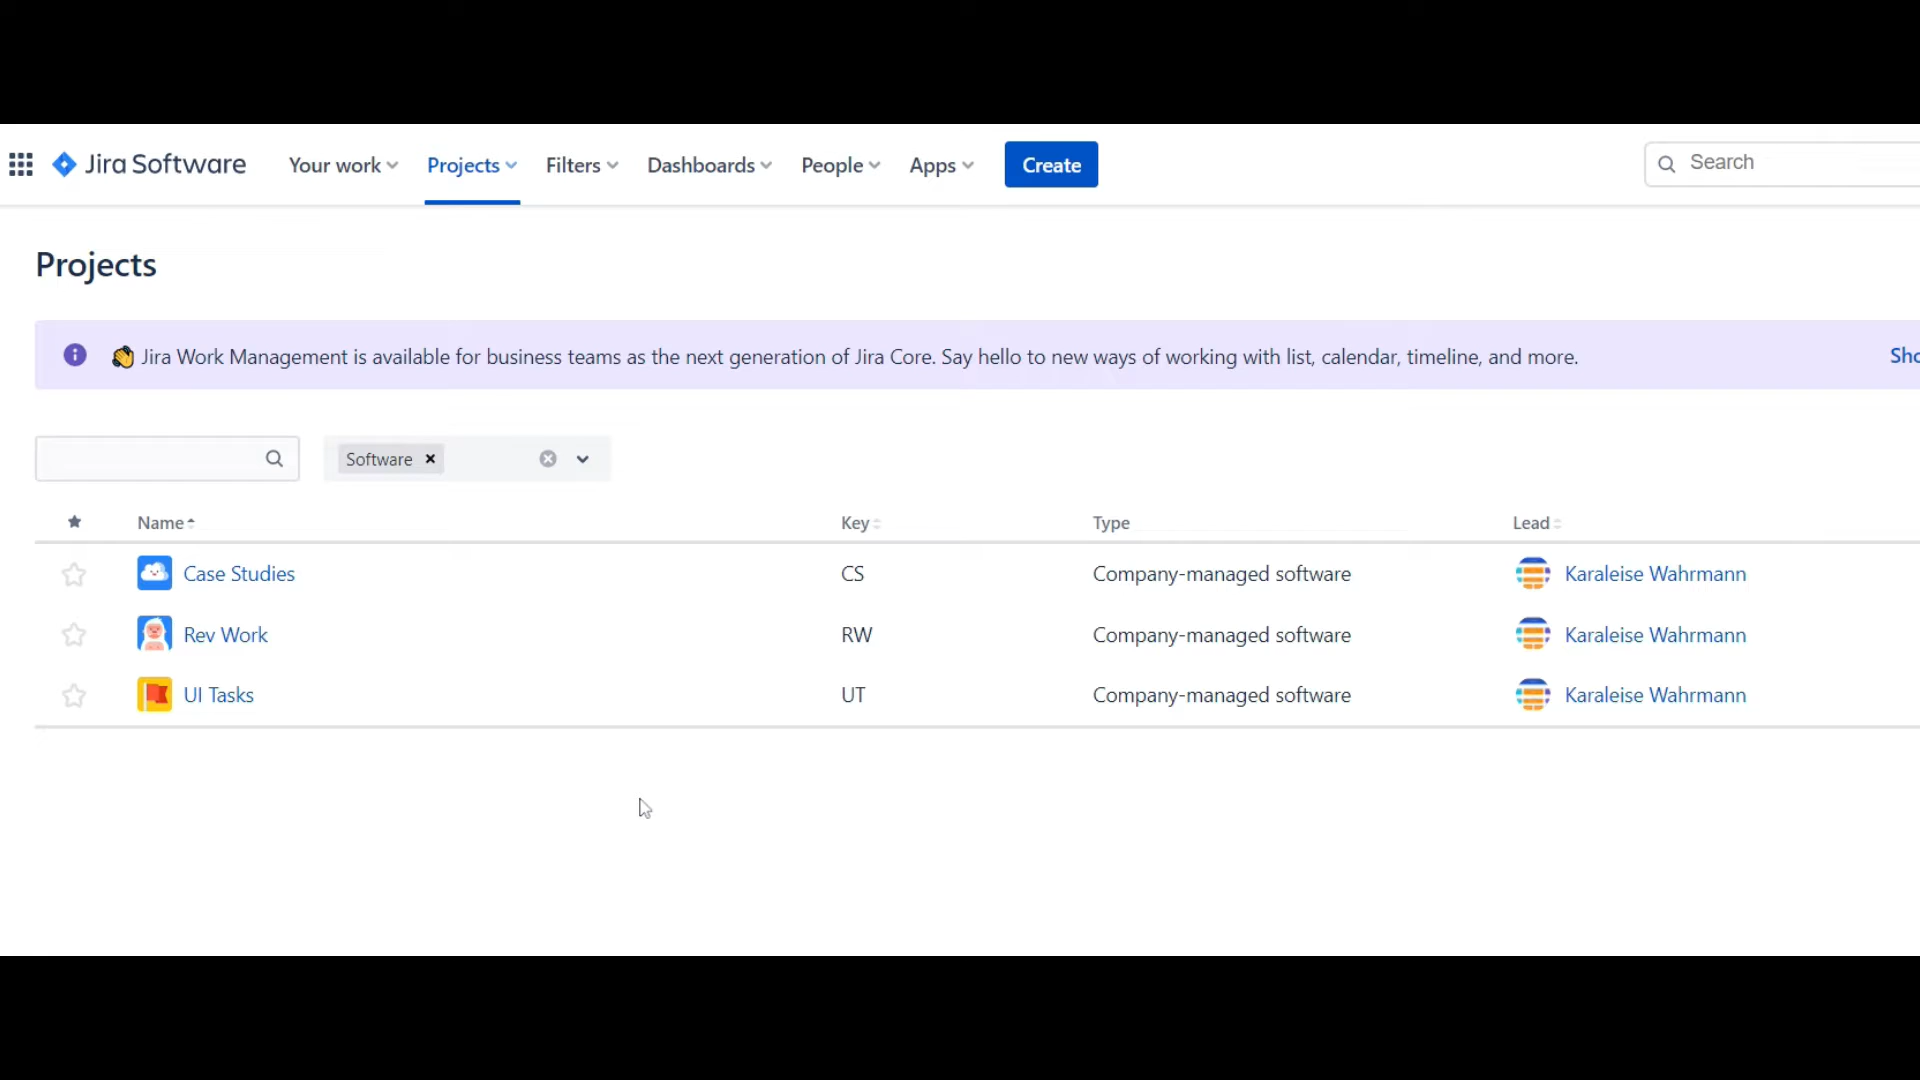 Jira Software Your work Projects Filters Dashboards People Apps Create Search
Projects
Jira Work Management is available for business teams as the next generation of Jira Core. Say hello to new ways of working with list, calendar, timeline, and more. Sho
Software
Name Key Type Lead
Case Studies CS Company-managed software Karaleise Wahrmann
Rev Work RW Company-managed software Karaleise Wahrmann
UI Tasks UT Company-managed software Karaleise Wahrmann